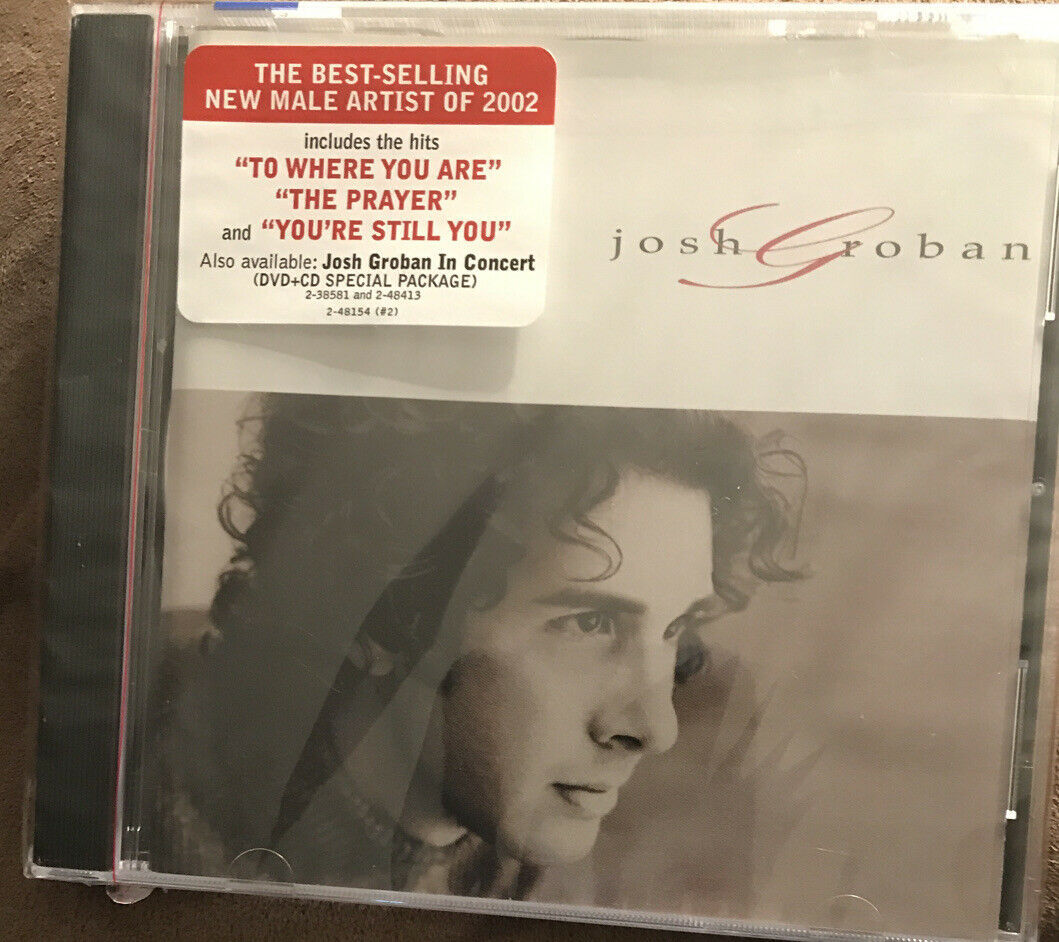 THE BEST-SELLING
NEW MALE ARTIST OF 2002
includes the hits
“TO WHERE YOU ARE”
“THE PRAYER”
and “YOU’RE STILL YOU”
Also available: Josh Groban In Concert
(DVD+CD SPECIAL PACKAGE)
2-38581 and 2-48413
2-48154 (#2)
josh Groban